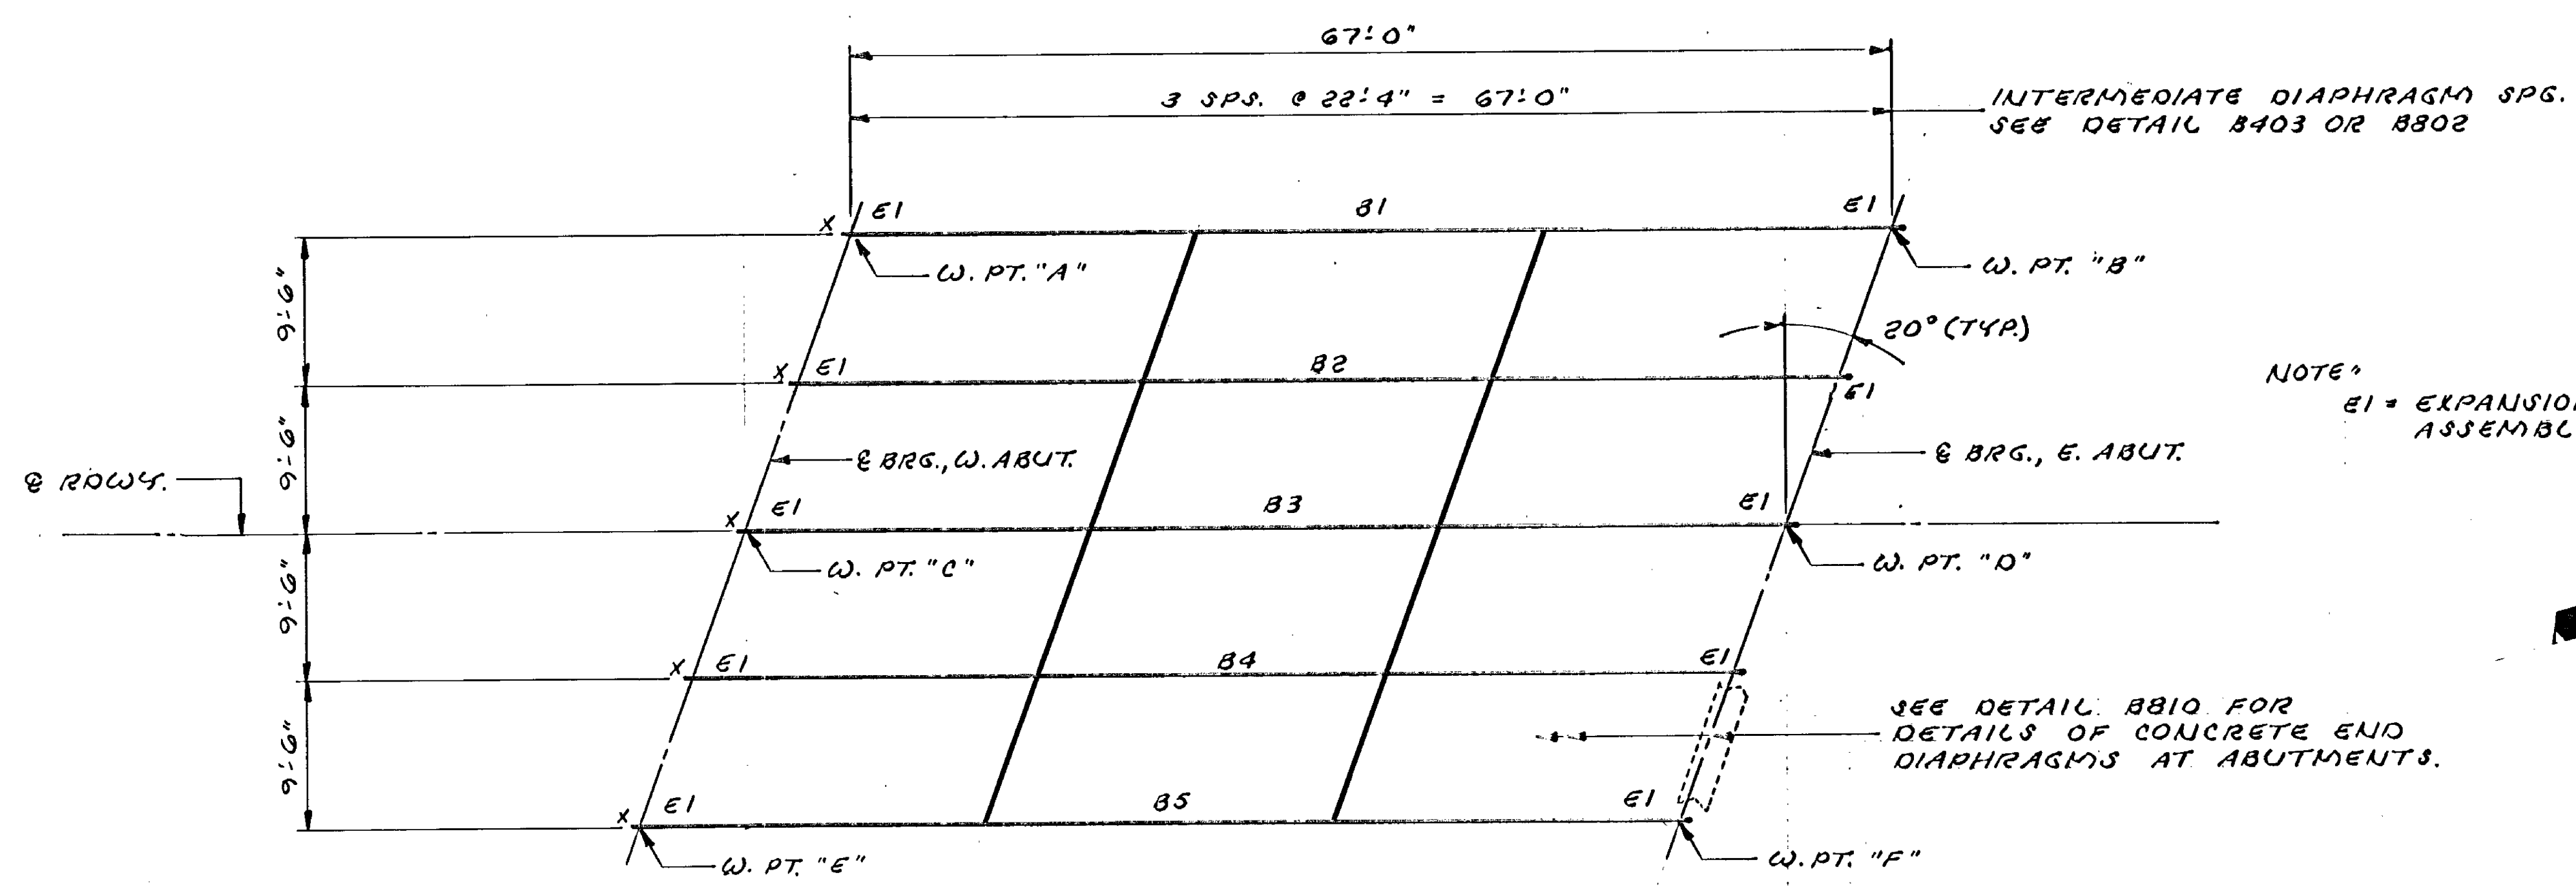 67'-0"
3 SPS. @ 22'-4" = 67'-0"
INTERMEDIATE DIAPHRAGM SPG.
SEE DETAIL B403 OR B802
X E1 B1 E1
W. PT. "A"
W. PT. "B"
9'-6"
20° (TYP.)
X E1 B2 E1
NOTE:
E1 = EXPANSION
ASSEMBL
9'-6"
℄ BRG., W. ABUT.
℄ BRG., E. ABUT.
℄ RDWY.
X E1 B3 E1
W. PT. "C"
W. PT. "D"
9'-6"
X E1 B4 E1
SEE DETAIL B810 FOR
DETAILS OF CONCRETE END
DIAPHRAGMS AT ABUTMENTS.
9'-6"
X E1 B5 E1
W. PT. "E"
W. PT. "F"